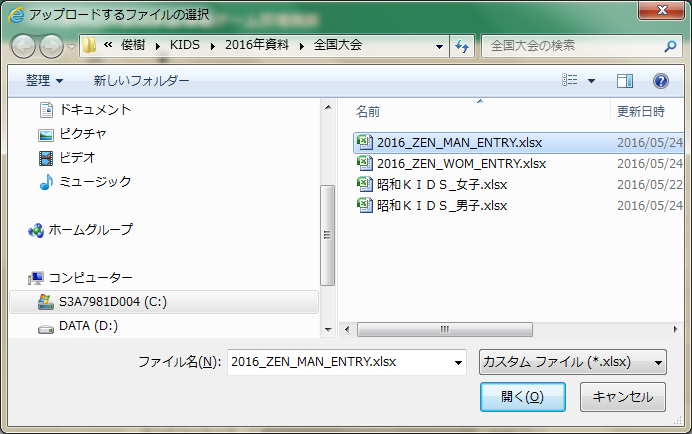 アップロードするファイルの選択
« 俊樹 ▸ KIDS ▸ 2016年資料 ▸ 全国大会
全国大会の検索
整理 ▼ 新しいフォルダー
ドキュメント
ピクチャ
ビデオ
ミュージック
ホームグループ
コンピューター
S3A7981D004 (C:)
DATA (D:)
名前 更新日時
2016_ZEN_MAN_ENTRY.xlsx 2016/05/24
2016_ZEN_WOM_ENTRY.xlsx 2016/05/24
昭和ＫＩＤＳ_女子.xlsx 2016/05/22
昭和ＫＩＤＳ_男子.xlsx 2016/05/24
ファイル名(N): 2016_ZEN_MAN_ENTRY.xlsx カスタム ファイル (*.xlsx)
開く(O) キャンセル